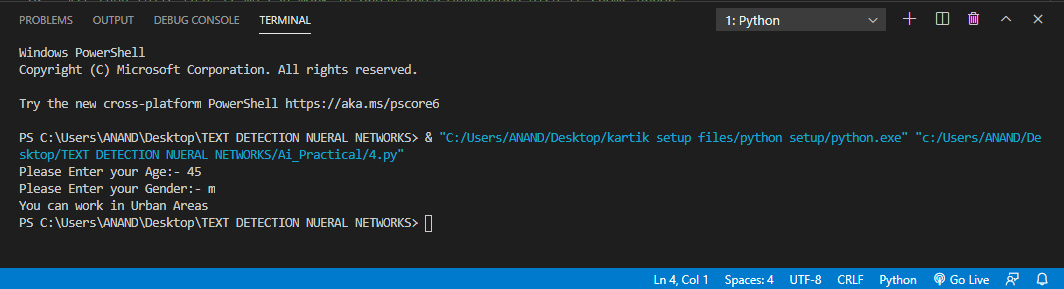 PROBLEMS OUTPUT DEBUG CONSOLE TERMINAL 1: Python
Windows PowerShell
Copyright (C) Microsoft Corporation. All rights reserved.
Try the new cross-platform PowerShell https://aka.ms/pscore6
PS C:\Users\ANAND\Desktop\TEXT DETECTION NUERAL NETWORKS> & "C:/Users/ANAND/Desktop/kartik setup files/python setup/python.exe" "c:/Users/ANAND/De
sktop/TEXT DETECTION NUERAL NETWORKS/Ai_Practical/4.py"
Please Enter your Age:- 45
Please Enter your Gender:- m
You can work in Urban Areas
PS C:\Users\ANAND\Desktop\TEXT DETECTION NUERAL NETWORKS>
Ln 4, Col 1 Spaces: 4 UTF-8 CRLF Python Go Live